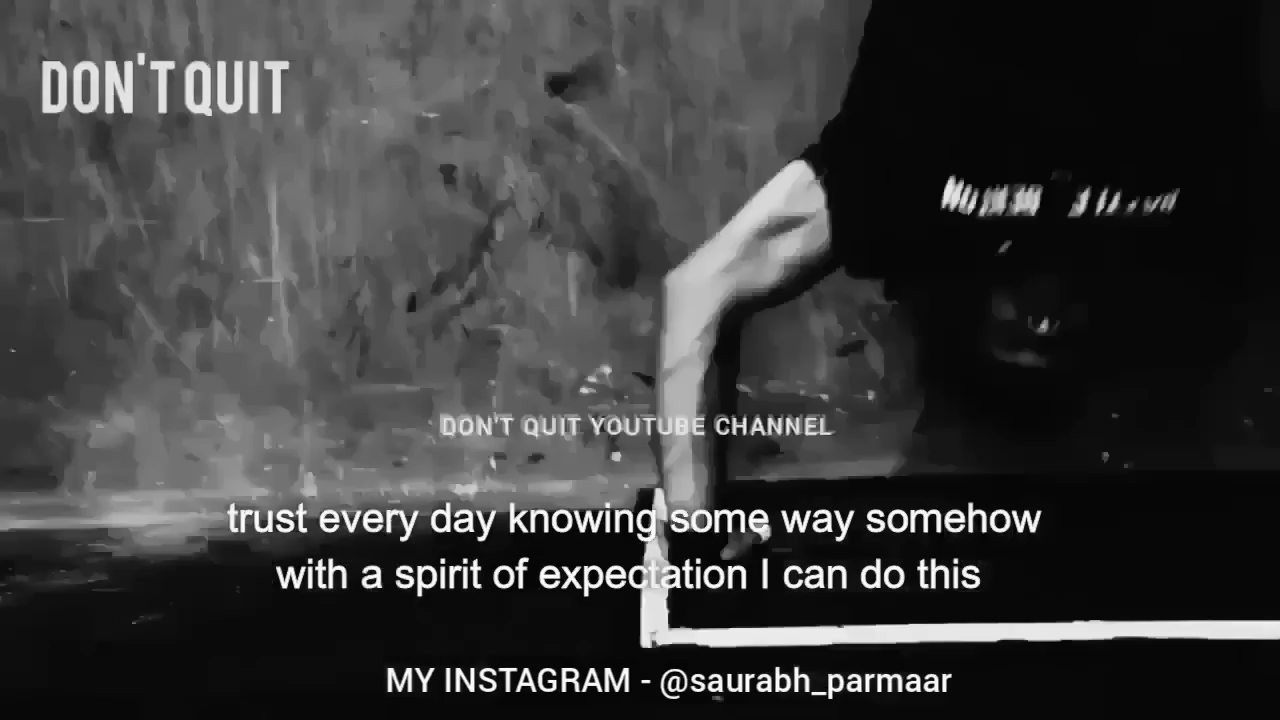 DON'T QUIT
DON'T QUIT YOUTUBE CHANNEL
trust every day knowing some way somehow
with a spirit of expectation I can do this
MY INSTAGRAM - @saurabh_parmaar